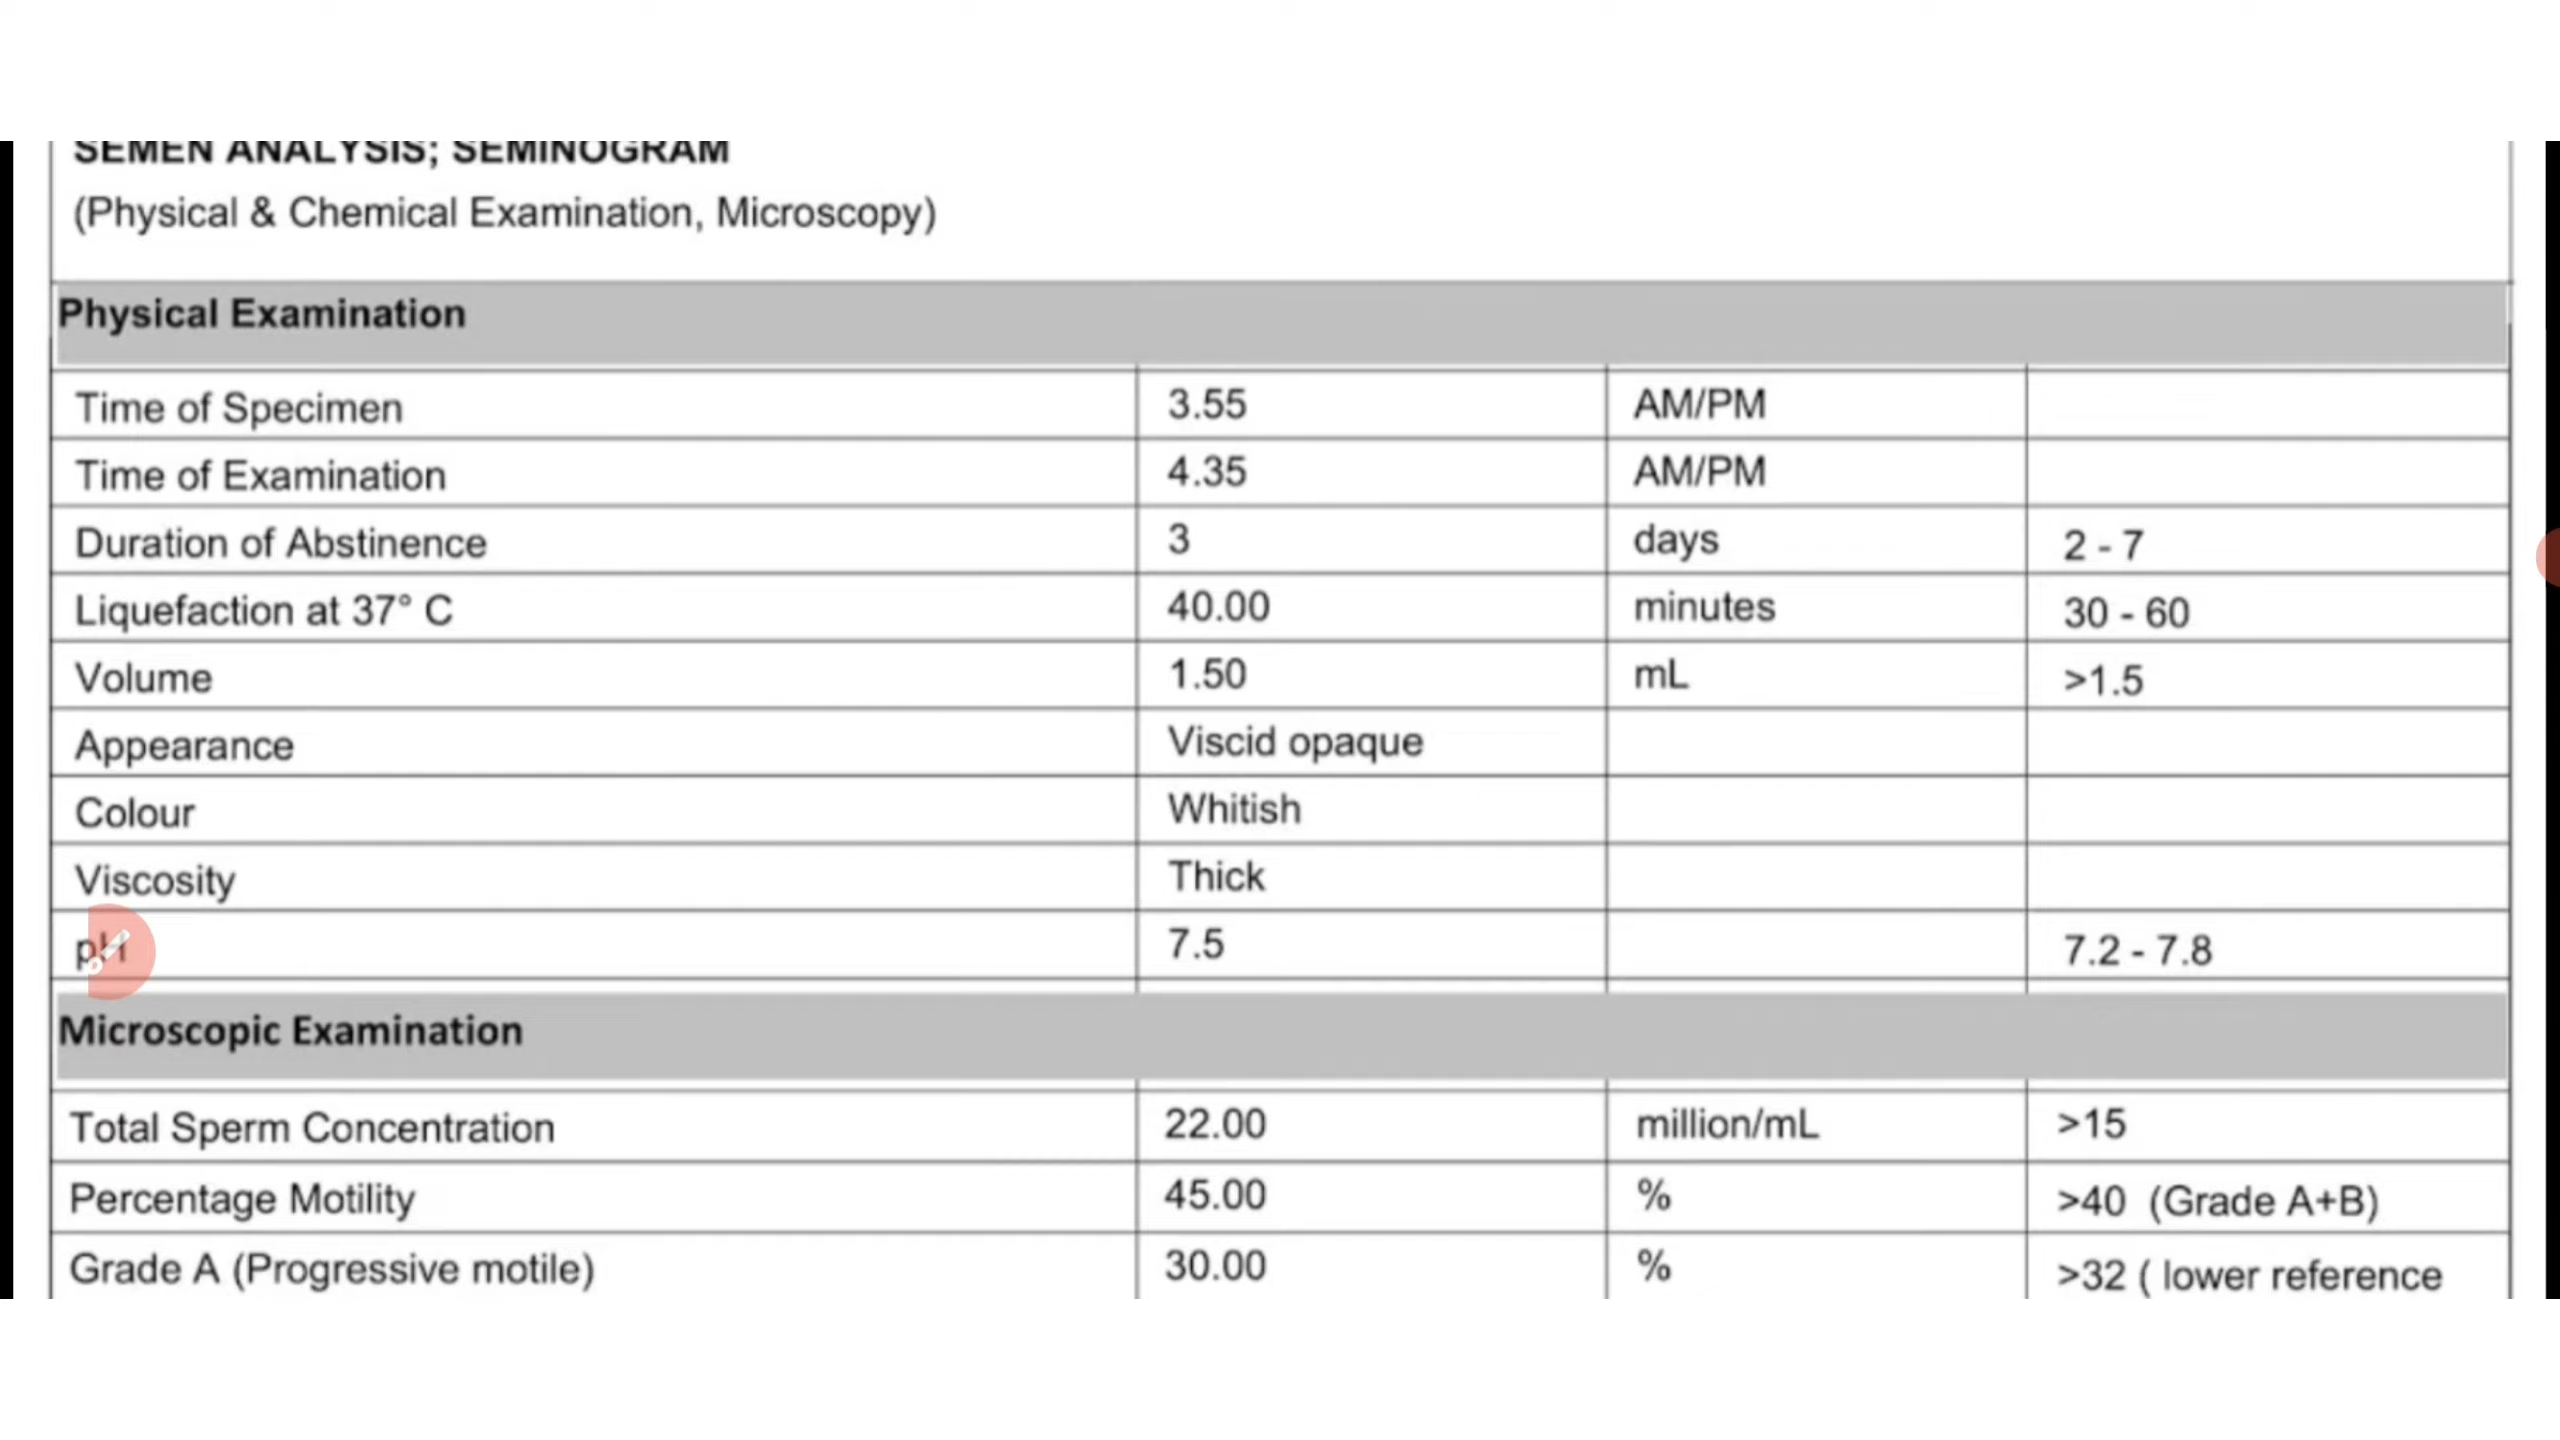 SEMEN ANALYSIS; SEMINOGRAM
(Physical & Chemical Examination, Microscopy)
Physical Examination
Time of Specimen 3.55 AM/PM
Time of Examination 4.35 AM/PM
Duration of Abstinence 3 days 2 - 7
Liquefaction at 37° C 40.00 minutes 30 - 60
Volume 1.50 mL >1.5
Appearance Viscid opaque
Colour Whitish
Viscosity Thick
pH 7.5 7.2 - 7.8
Microscopic Examination
Total Sperm Concentration 22.00 million/mL >15
Percentage Motility 45.00 % >40 (Grade A+B)
Grade A (Progressive motile) 30.00 % >32 ( lower reference